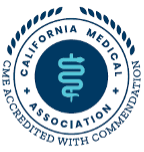 CALIFORNIA MEDICAL
ASSOCIATION
CME ACCREDITED WITH COMMENDATION